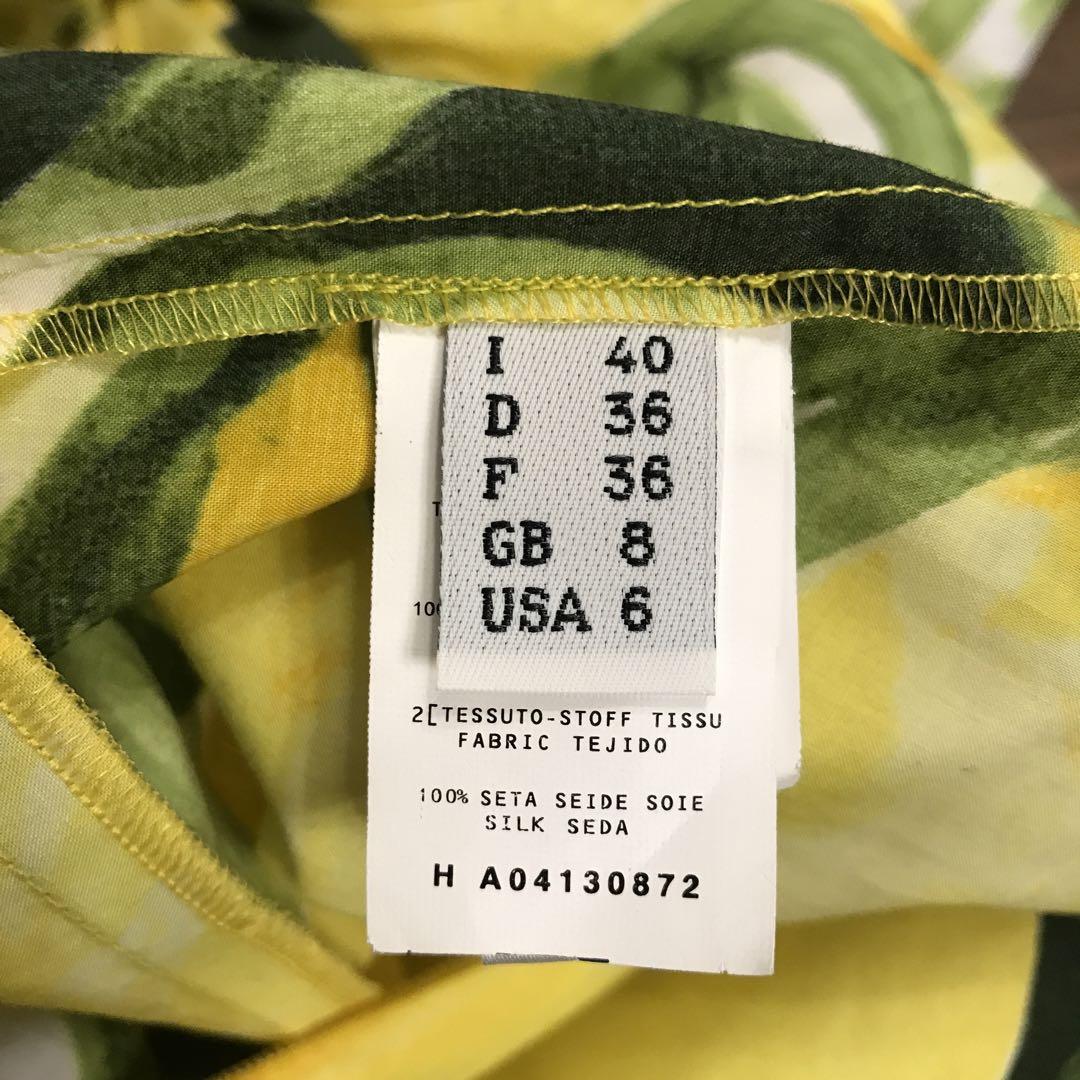 I 40
D 36
F 36
GB 8
USA 6
T
100
2[TESSUTO-STOFF TISSU
FABRIC TEJIDO
100% SETA SEIDE SOIE
SILK SEDA
H A04130872